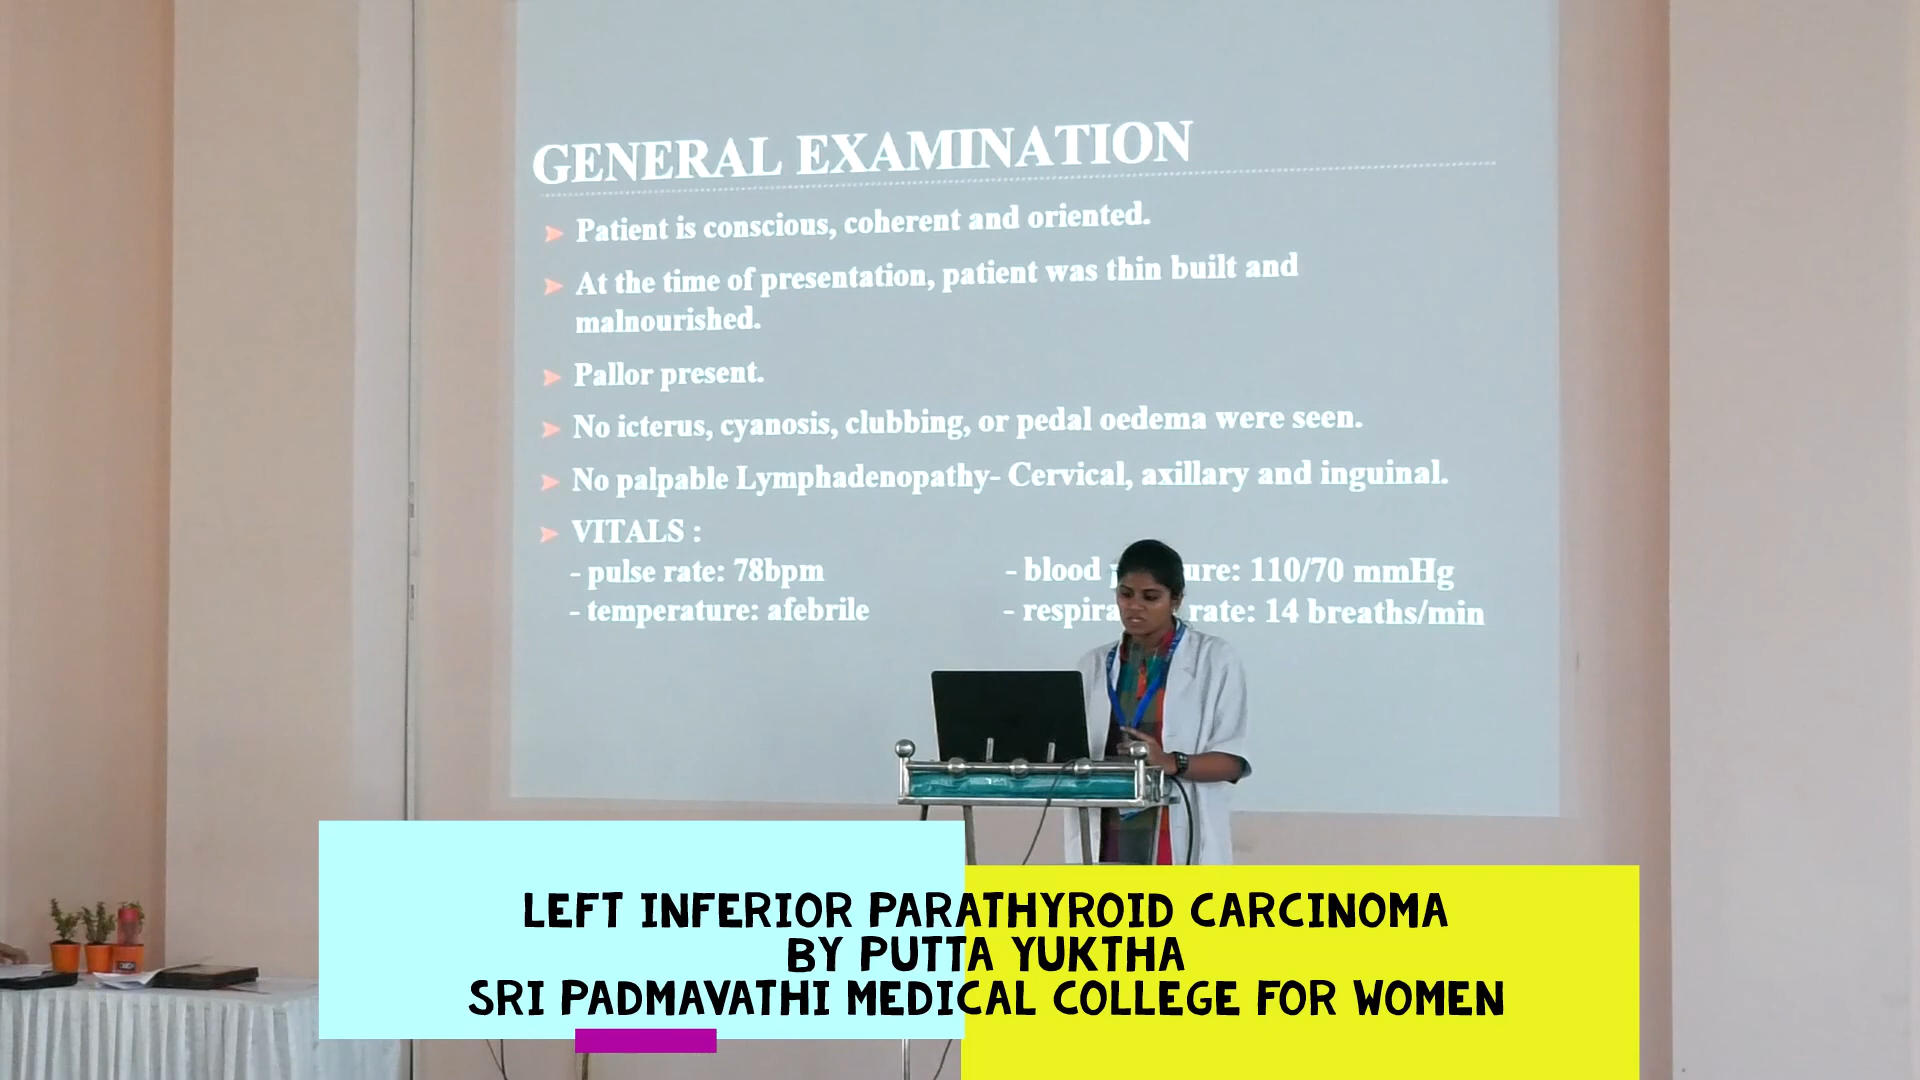 GENERAL EXAMINATION
Patient is conscious, coherent and oriented.
At the time of presentation, patient was thin built and
malnourished.
Pallor present.
No icterus, cyanosis, clubbing, or pedal oedema were seen.
No palpable Lymphadenopathy- Cervical, axillary and inguinal.
VITALS :
- pulse rate: 78bpm - blood ure: 110/70 mmHg
- temperature: afebrile - respira rate: 14 breaths/min
LEFT INFERIOR PARATHYROID CARCINOMA
BY PUTTA YUKTHA
SRI PADMAVATHI MEDICAL COLLEGE FOR WOMEN